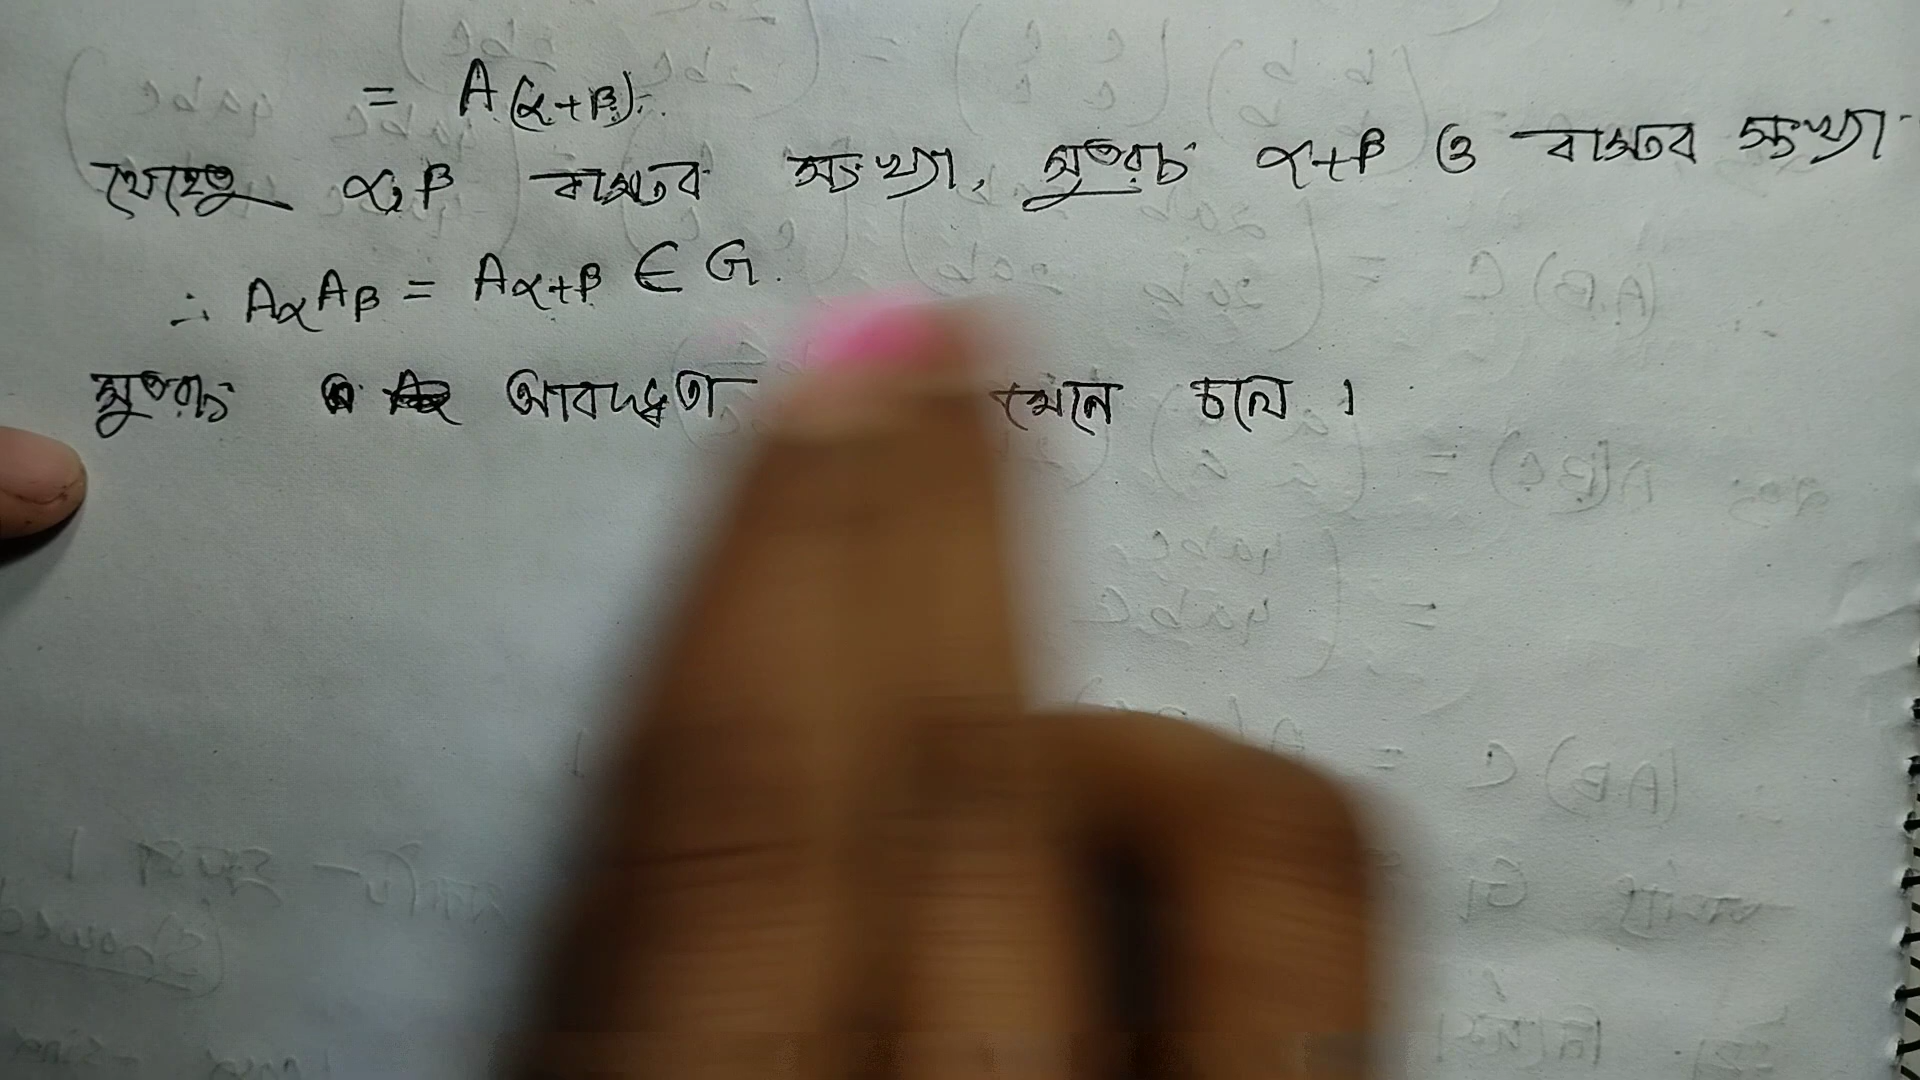 = A(α+β).
যেহেতু α, β বাস্তব সংখ্যা, সুতরাং α+β ও বাস্তব সংখ্যা
∴ AαAβ = Aα+β ∈ G.
সুতরাং আবদ্ধতা মেনে চলে ।